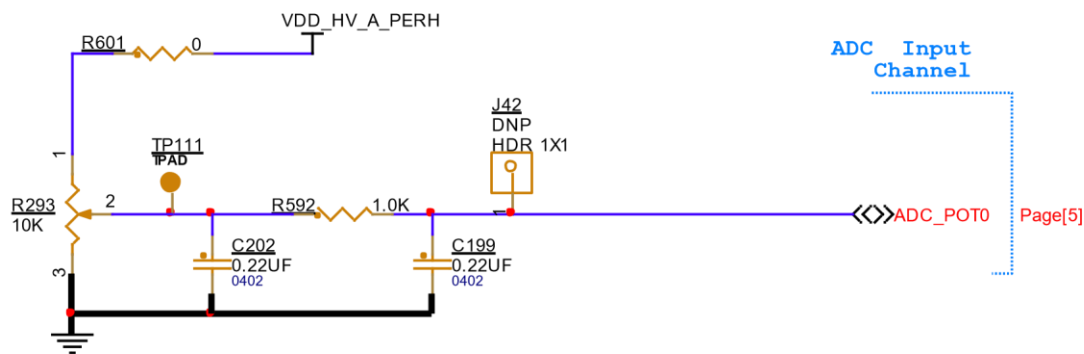 VDD_HV_A_PERH
R601
0
ADC Input
Channel
J42
DNP
HDR 1X1
TP111
TPAD
1
2
R293
10K
R592
1.0K
1
ADC_POT0
Page[5]
C202
0.22UF
0402
C199
0.22UF
0402
3